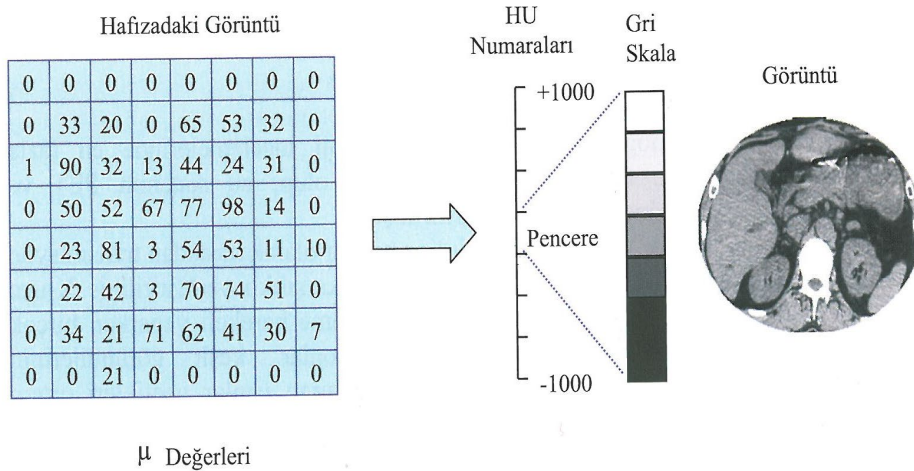 Hafızadaki Görüntü
0 0 0 0 0 0 0 0
0 33 20 0 65 53 32 0
1 90 32 13 44 24 31 0
0 50 52 67 77 98 14 0
0 23 81 3 54 53 11 10
0 22 42 3 70 74 51 0
0 34 21 71 62 41 30 7
0 0 21 0 0 0 0 0
µ Değerleri
HU
Numaraları
+1000
Pencere
-1000
Gri
Skala
Görüntü